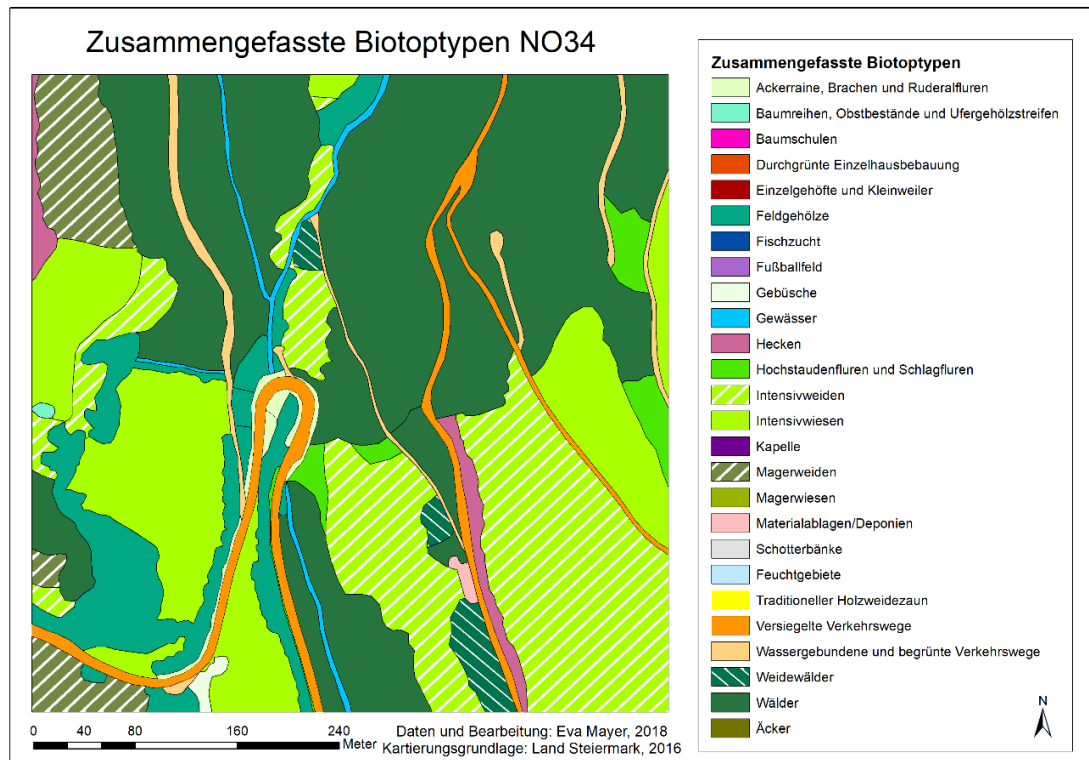 Zusammengefasste Biotoptypen NO34
Zusammengefasste Biotoptypen
Ackerraine, Brachen und Ruderalfluren
Baumreihen, Obstbestände und Ufergehölzstreifen
Baumschulen
Durchgrünte Einzelhausbebauung
Einzelgehöfte und Kleinweiler
Feldgehölze
Fischzucht
Fußballfeld
Gebüsche
Gewässer
Hecken
Hochstaudenfluren und Schlagfluren
Intensivweiden
Intensivwiesen
Kapelle
Magerweiden
Magerwiesen
Materialablagen/Deponien
Schotterbänke
Feuchtgebiete
Traditioneller Holzweidezaun
Versiegelte Verkehrswege
Wassergebundene und begrünte Verkehrswege
Weidewälder
Wälder
Äcker
N
0 40 80 160 240
Meter
Daten und Bearbeitung: Eva Mayer, 2018
Kartierungsgrundlage: Land Steiermark, 2016